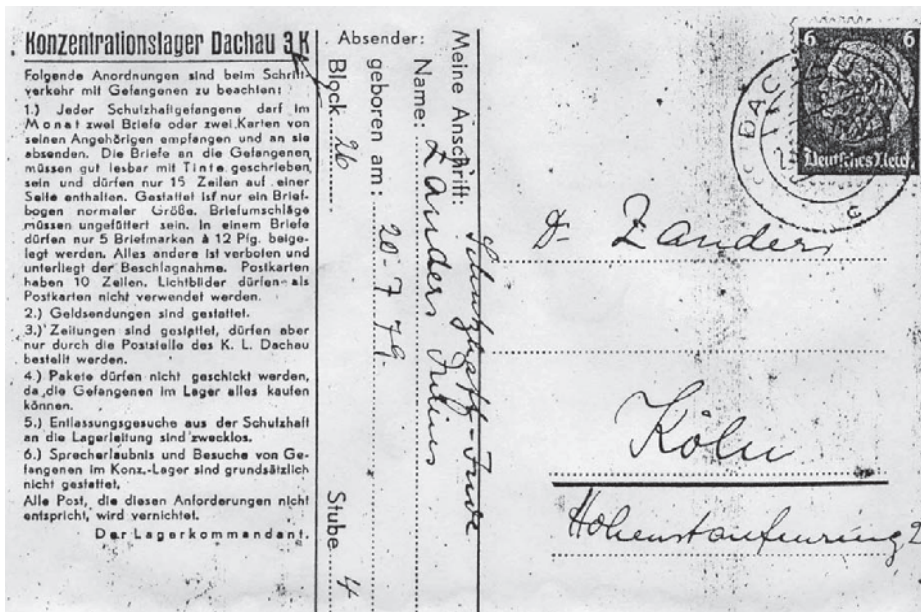 Konzentrationslager Dachau 3 K
Folgende Anordnungen sind beim Schrift-
verkehr mit Gefangenen zu beachten:
1.) Jeder Schutzhaftgefangene darf im
Monat zwei Briefe oder zwei Karten von
seinen Angehörigen empfangen und an sie
absenden. Die Briefe an die Gefangenen
müssen gut lesbar mit Tinte geschrieben
sein und dürfen nur 15 Zeilen auf einer
Seite enthalten. Gestattet ist nur ein Brief-
bogen normaler Größe. Briefumschläge
müssen ungefüttert sein. In einem Briefe
dürfen nur 5 Briefmarken à 12 Pfg. beige-
legt werden. Alles andere ist verboten und
unterliegt der Beschlagnahme. Postkarten
haben 10 Zeilen. Lichtbilder dürfen als
Postkarten nicht verwendet werden.
2.) Geldsendungen sind gestattet.
3.) Zeitungen sind gestattet, dürfen aber
nur durch die Poststelle des K. L. Dachau
bestellt werden.
4.) Pakete dürfen nicht geschickt werden,
da die Gefangenen im Lager alles kaufen
können.
5.) Entlassungsgesuche aus der Schutzhaft
an die Lagerleitung sind zwecklos.
6.) Sprecherlaubnis und Besuche von Ge-
fangenen im Konz.-Lager sind grundsätzlich
nicht gestattet.
Alle Post, die diesen Anforderungen nicht
entspricht, wird vernichtet.
Der Lagerkommandant.
Absender:
Meine Anschrift:
Schutzhaft-Jude
Name: Zander Julius
geboren am: 20-7 79.
Block 26 Stube 4
6 6
Deutsches Reich
DACHAU
c
Dr Zander
Köln
Hohenstaufenring 2